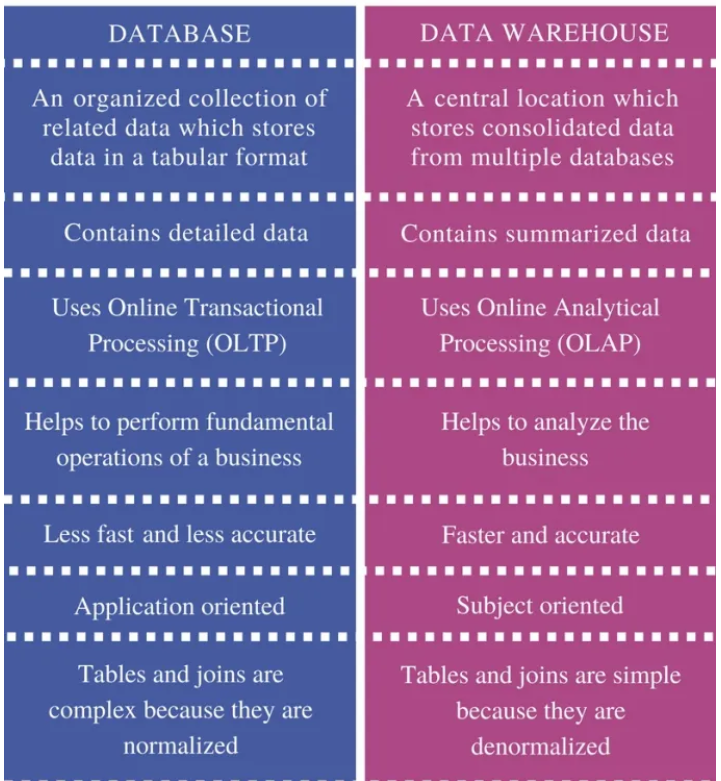 DATABASE
DATA WAREHOUSE
An organized collection of
related data which stores
data in a tabular format
A central location which
stores consolidated data
from multiple databases
Contains detailed data
Contains summarized data
Uses Online Transactional
Processing (OLTP)
Uses Online Analytical
Processing (OLAP)
Helps to perform fundamental
operations of a business
Helps to analyze the
business
Less fast and less accurate
Faster and accurate
Application oriented
Subject oriented
Tables and joins are
complex because they are
normalized
Tables and joins are simple
because they are
denormalized